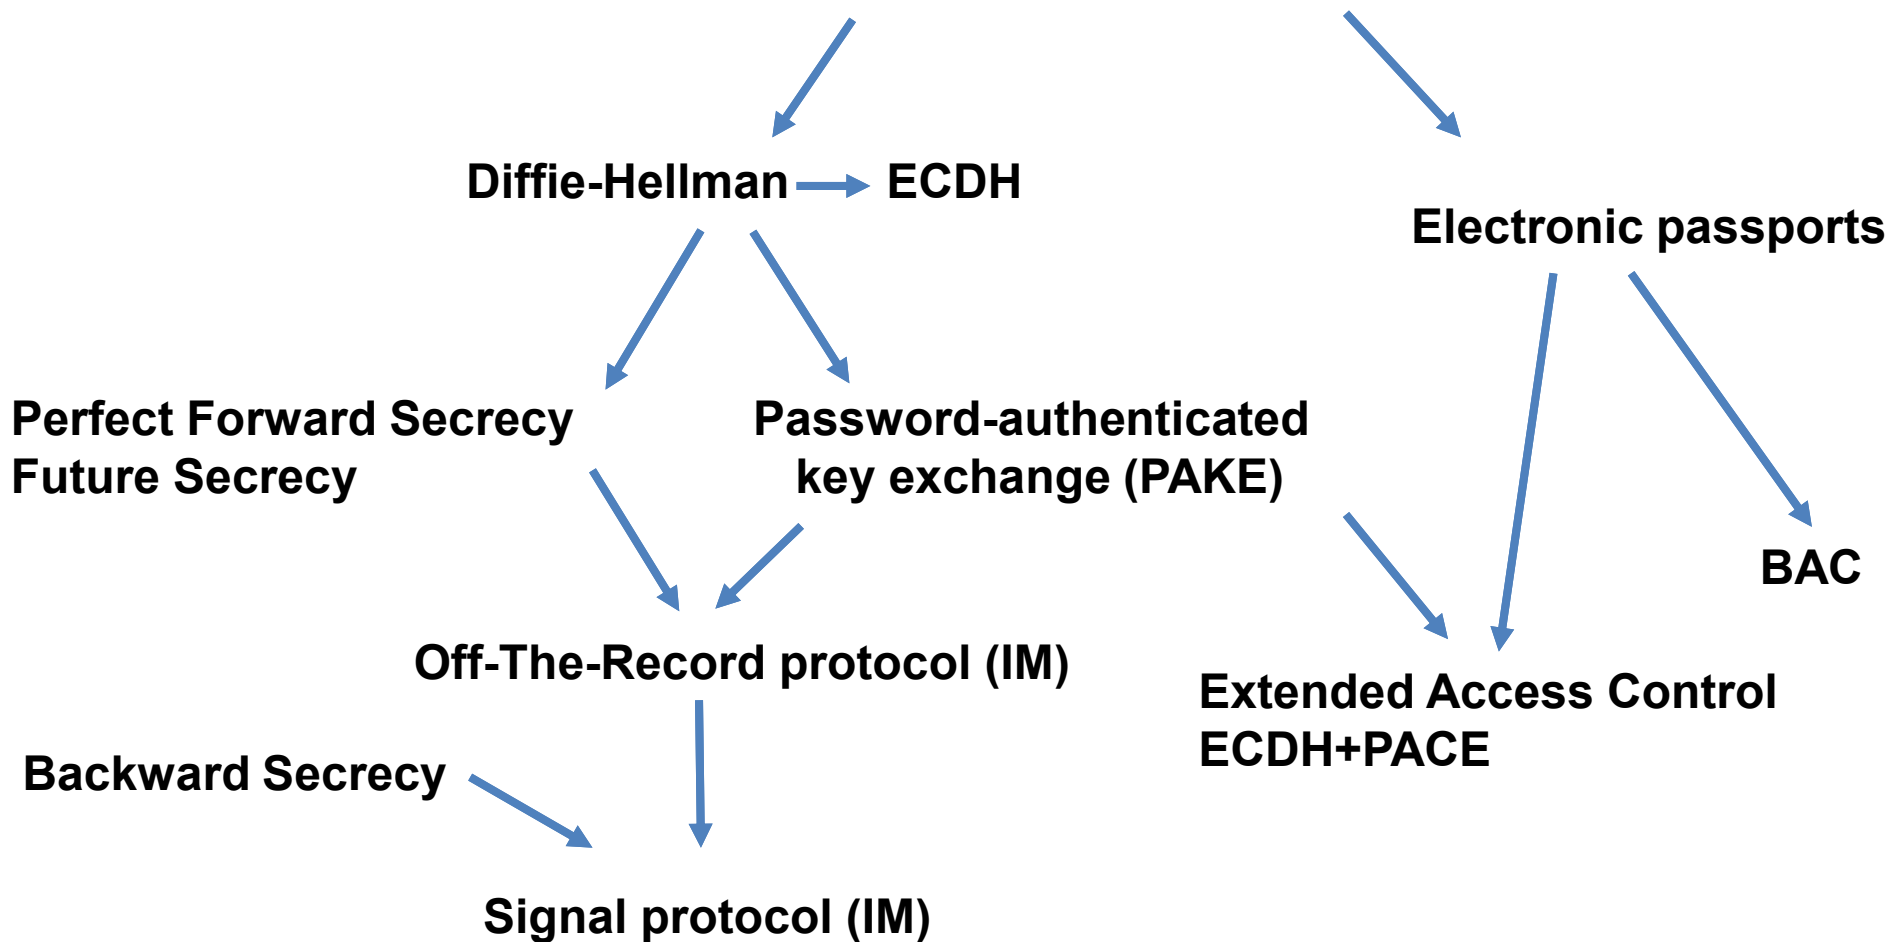 Diffie-Hellman
ECDH
Electronic passports
Perfect Forward Secrecy
Future Secrecy
Password-authenticated
key exchange (PAKE)
BAC
Off-The-Record protocol (IM)
Extended Access Control
ECDH+PACE
Backward Secrecy
Signal protocol (IM)